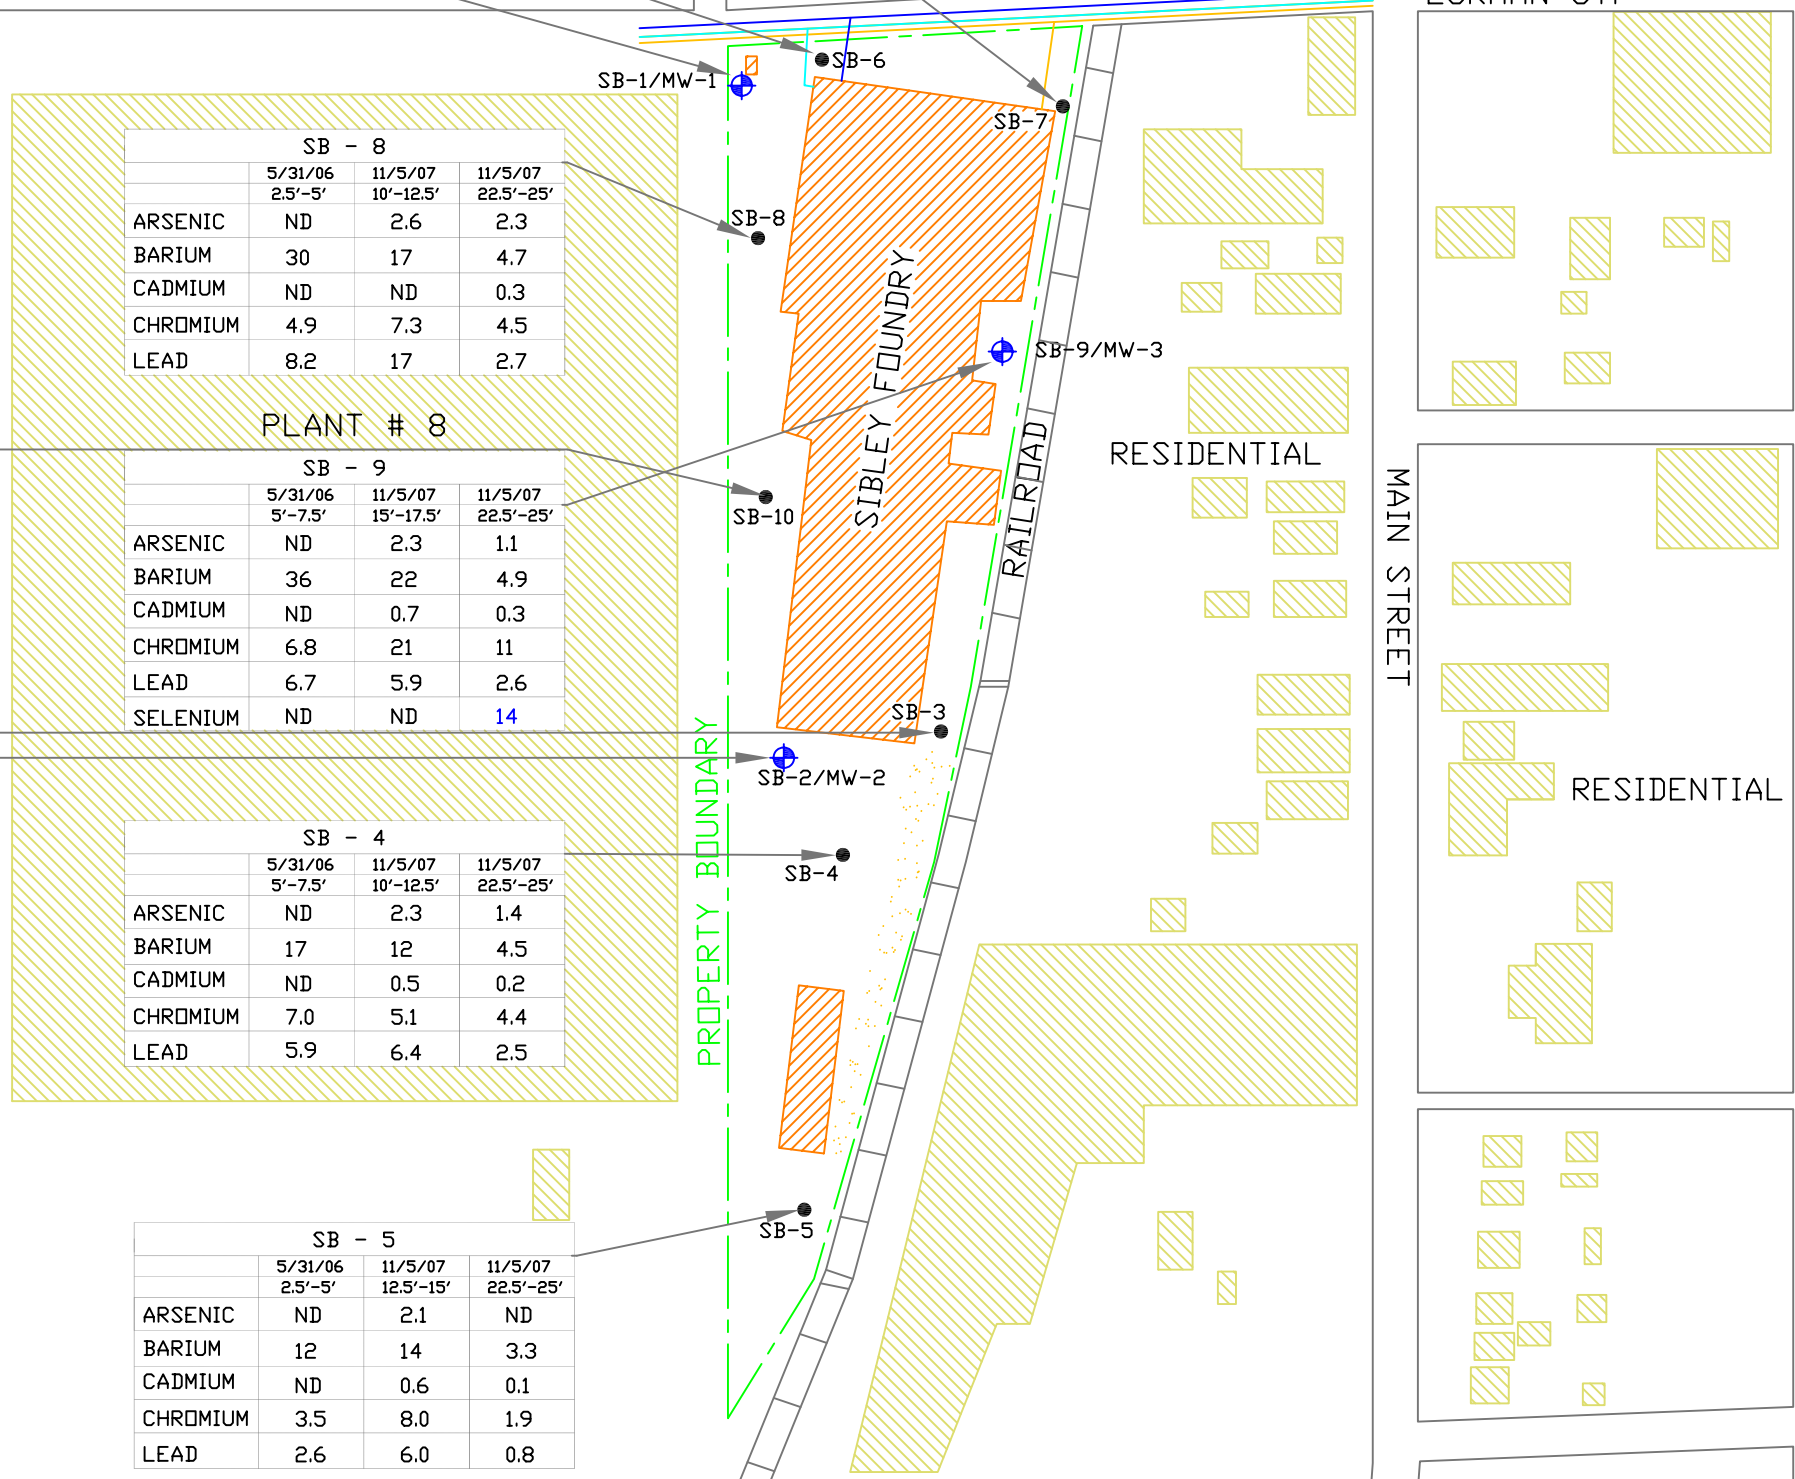 SB-6
SB-1/MW-1
SB-7
SB - 8
5/31/06 11/5/07 11/5/07
2.5'-5' 10'-12.5' 22.5'-25'
ARSENIC ND 2.6 2.3
BARIUM 30 17 4.7
CADMIUM ND ND 0.3
CHROMIUM 4.9 7.3 4.5
LEAD 8.2 17 2.7
SB-8
SIBLEY FOUNDRY
SB-9/MW-3
PLANT # 8
RAILROAD
RESIDENTIAL
MAIN STREET
SB - 9
5/31/06 11/5/07 11/5/07
5'-7.5' 15'-17.5' 22.5'-25'
ARSENIC ND 2.3 1.1
BARIUM 36 22 4.9
CADMIUM ND 0.7 0.3
CHROMIUM 6.8 21 11
LEAD 6.7 5.9 2.6
SELENIUM ND ND 14
SB-10
SB-3
SB-2/MW-2
PROPERTY BOUNDARY
RESIDENTIAL
SB - 4
5/31/06 11/5/07 11/5/07
5'-7.5' 10'-12.5' 22.5'-25'
ARSENIC ND 2.3 1.4
BARIUM 17 12 4.5
CADMIUM ND 0.5 0.2
CHROMIUM 7.0 5.1 4.4
LEAD 5.9 6.4 2.5
SB-4
SB-5
SB - 5
5/31/06 11/5/07 11/5/07
2.5'-5' 12.5'-15' 22.5'-25'
ARSENIC ND 2.1 ND
BARIUM 12 14 3.3
CADMIUM ND 0.6 0.1
CHROMIUM 3.5 8.0 1.9
LEAD 2.6 6.0 0.8